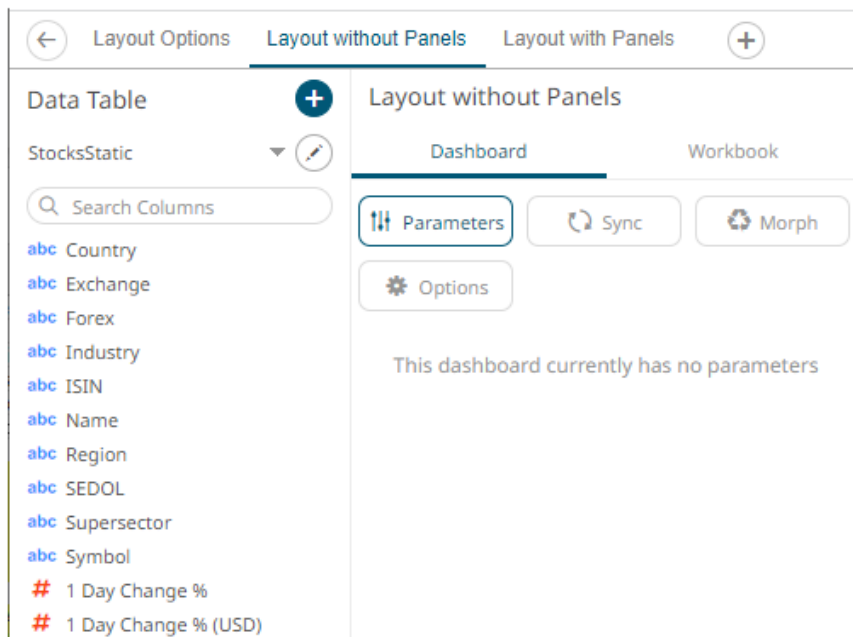 Layout Options Layout without Panels Layout with Panels
Data Table
StocksStatic
Search Columns
abc Country
abc Exchange
abc Forex
abc Industry
abc ISIN
abc Name
abc Region
abc SEDOL
abc Supersector
abc Symbol
# 1 Day Change %
# 1 Day Change % (USD)
Layout without Panels
Dashboard Workbook
Parameters Sync Morph
Options
This dashboard currently has no parameters